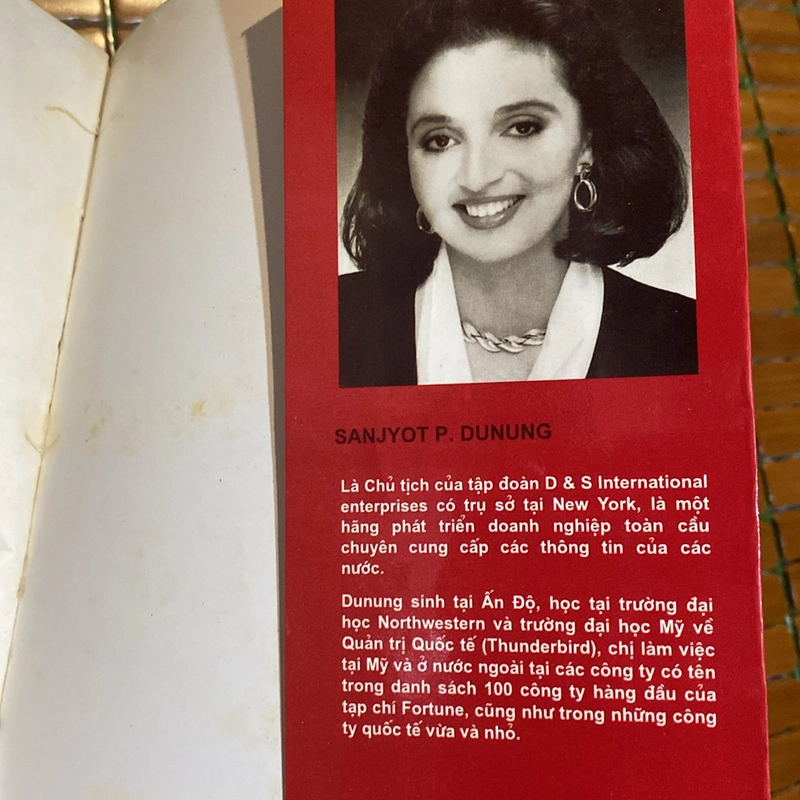 SANJYOT P. DUNUNG
Là Chủ tịch của tập đoàn D & S International
enterprises có trụ sở tại New York, là một
hãng phát triển doanh nghiệp toàn cầu
chuyên cung cấp các thông tin của các
nước.
Dunung sinh tại Ấn Độ, học tại trường đại
học Northwestern và trường đại học Mỹ về
Quản trị Quốc tế (Thunderbird), chị làm việc
tại Mỹ và ở nước ngoài tại các công ty có tên
trong danh sách 100 công ty hàng đầu của
tạp chí Fortune, cũng như trong những công
ty quốc tế vừa và nhỏ.